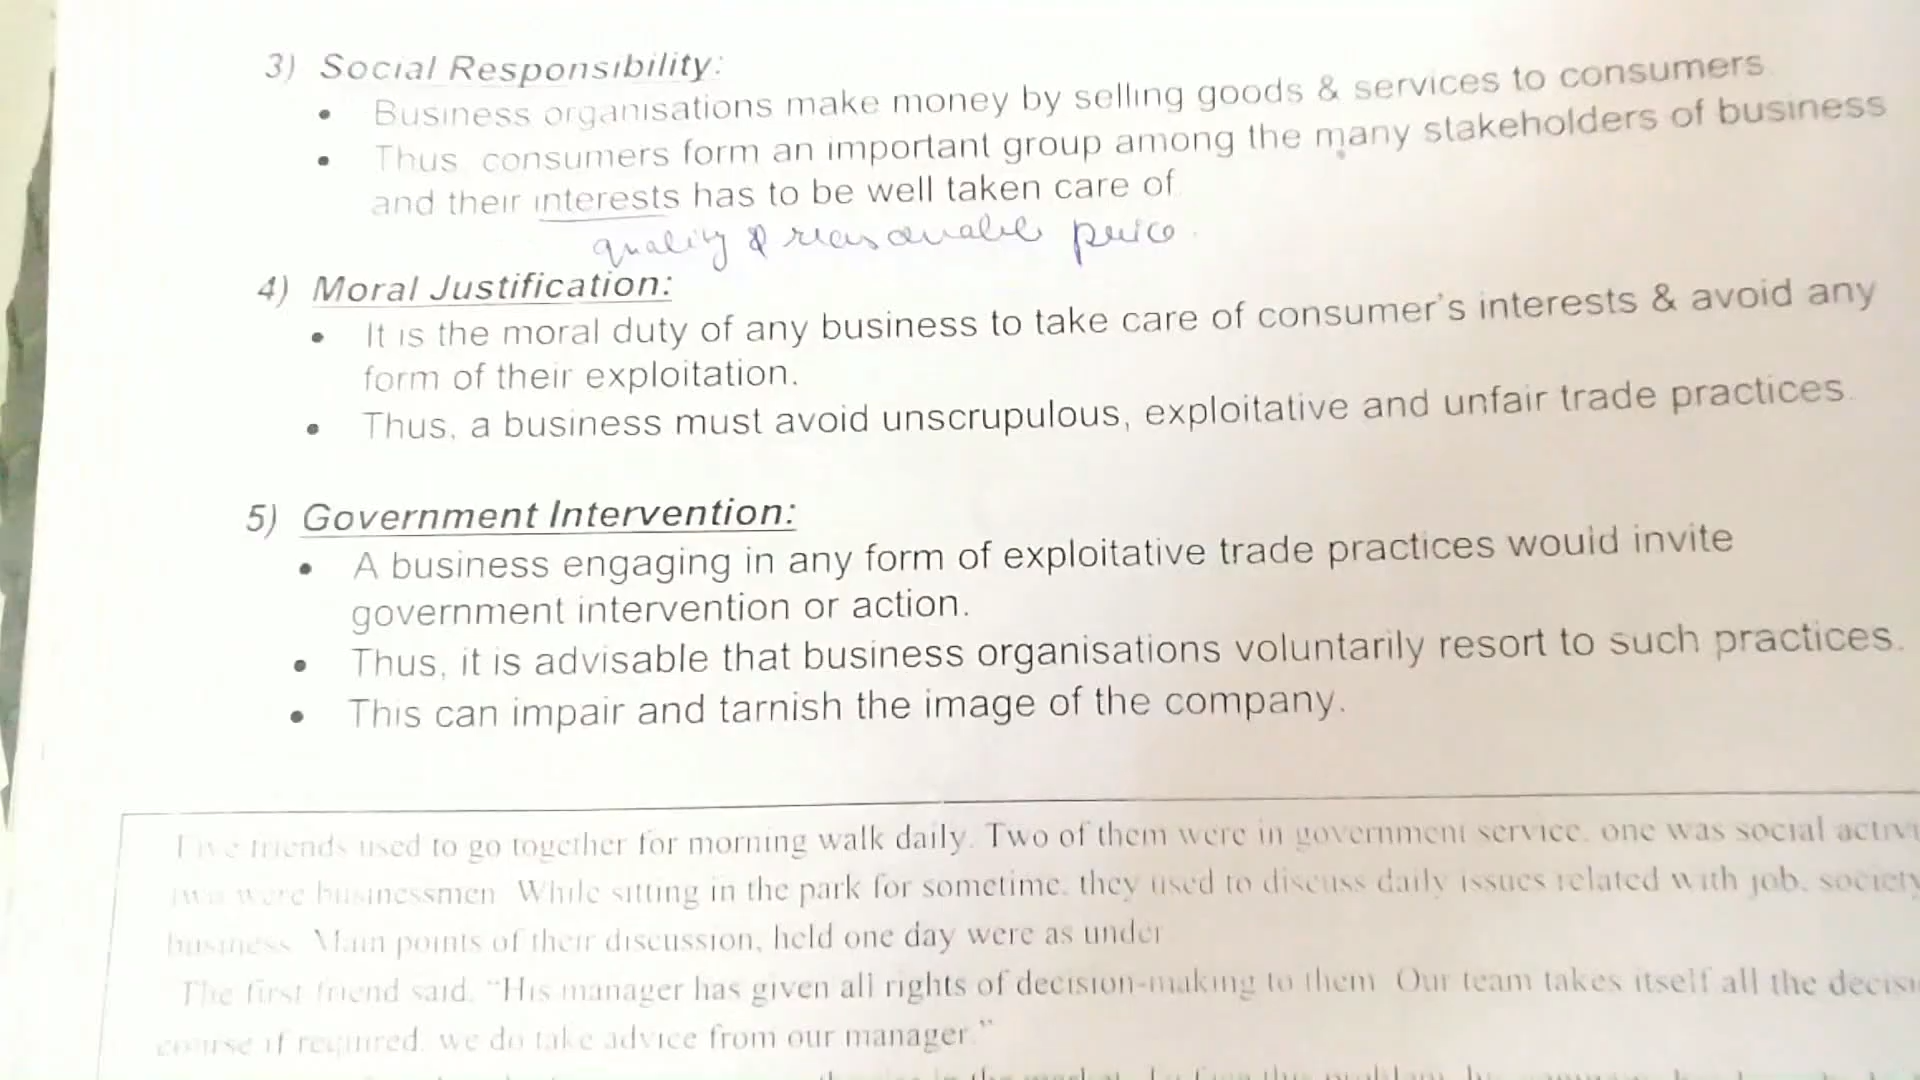 3) Social Responsibility:
• Business organisations make money by selling goods & services to consumers
• Thus, consumers form an important group among the many stakeholders of business
and their interests has to be well taken care of
quality & reasonable price.
4) Moral Justification:
• It is the moral duty of any business to take care of consumer's interests & avoid any
form of their exploitation.
• Thus, a business must avoid unscrupulous, exploitative and unfair trade practices.
5) Government Intervention:
• A business engaging in any form of exploitative trade practices would invite
government intervention or action.
• Thus, it is advisable that business organisations voluntarily resort to such practices.
• This can impair and tarnish the image of the company.
Five friends used to go together for morning walk daily. Two of them were in government service, one was social
two were businessmen. While sitting in the park for sometime, they used to discuss daily issues related with job, society
business. Main points of their discussion, held one day were as under
The first friend said, "His manager has given all rights of decision-making to them. Our team takes itself all the
course if required, we do take advice from our manager."